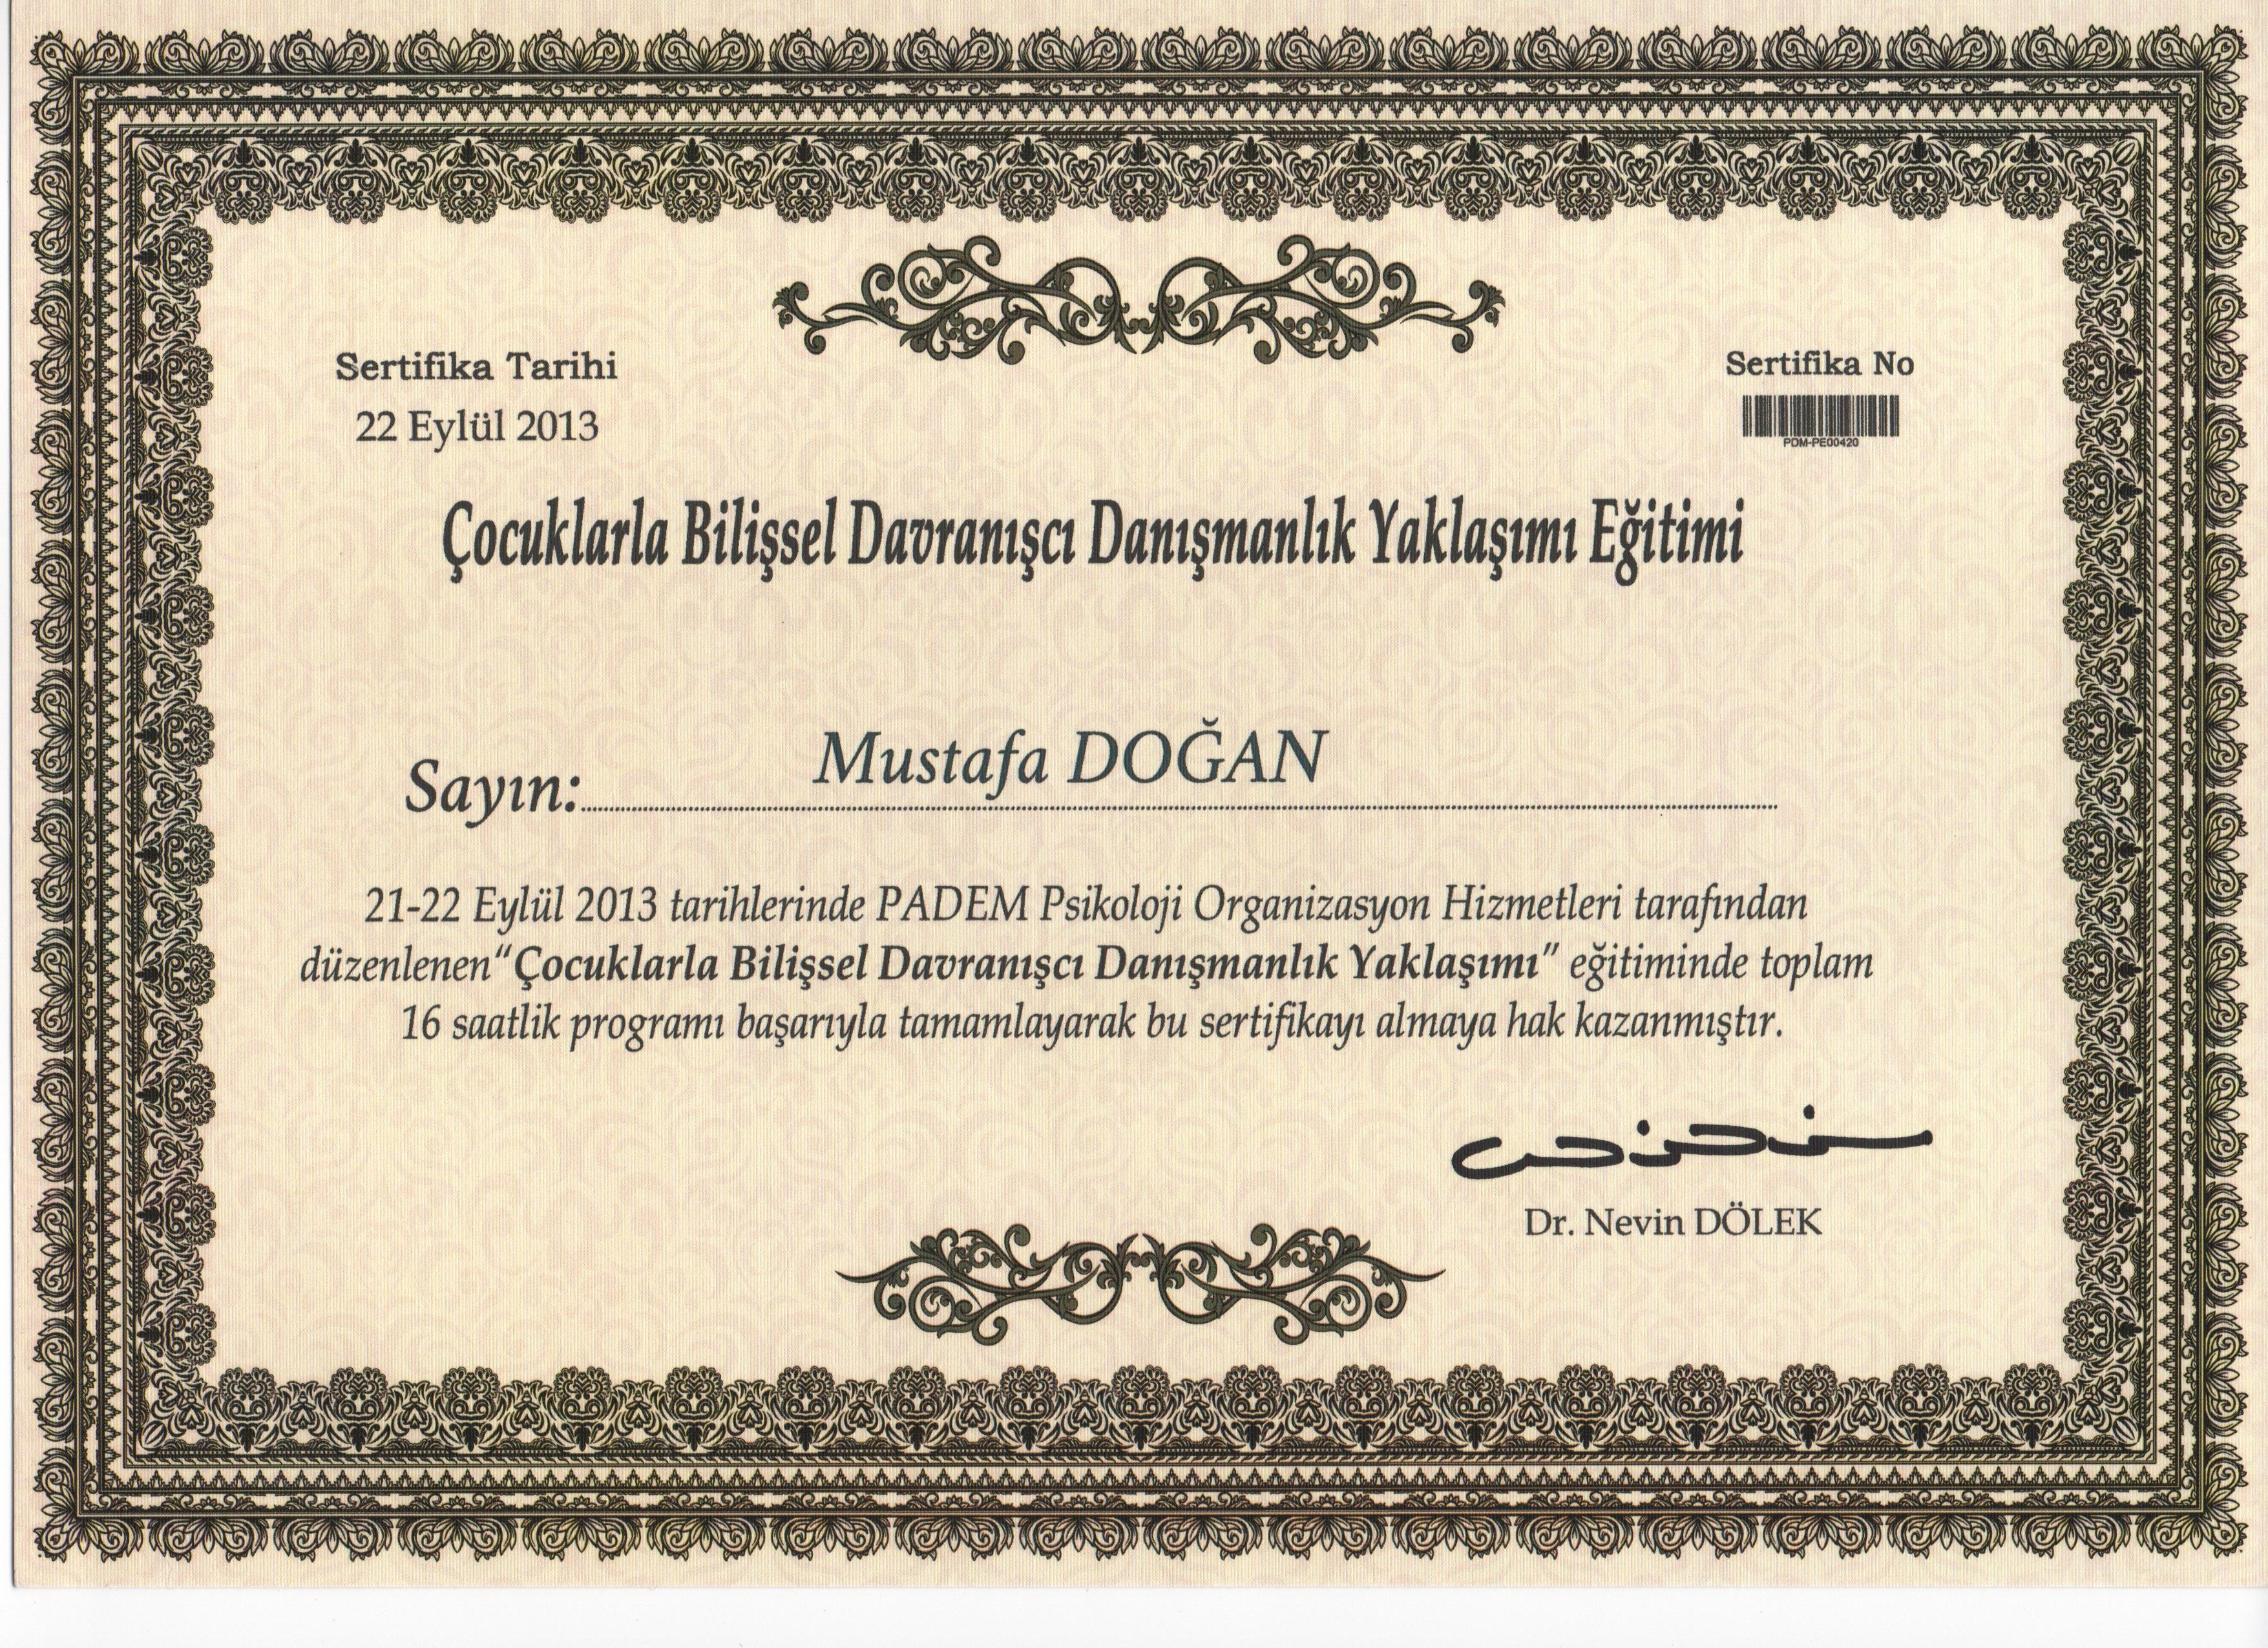 Sertifika Tarihi
22 Eylül 2013
Sertifika No
PDM-PE00420
Çocuklarla Bilişsel Davranışcı Danışmanlık Yaklaşımı Eğitimi
Sayın: Mustafa DOĞAN
21-22 Eylül 2013 tarihlerinde PADEM Psikoloji Organizasyon Hizmetleri tarafından
düzenlenen“Çocuklarla Bilişsel Davranışcı Danışmanlık Yaklaşımı” eğitiminde toplam
16 saatlik programı başarıyla tamamlayarak bu sertifikayı almaya hak kazanmıştır.
Dr. Nevin DÖLEK